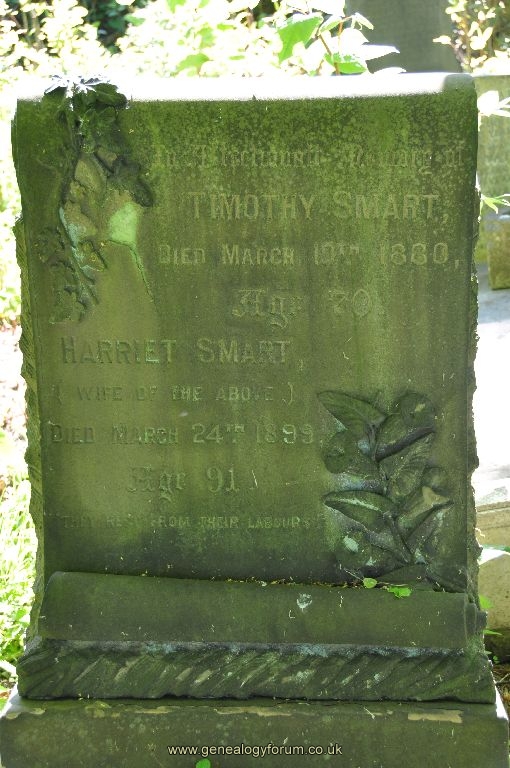 In Affectionate Memory of
TIMOTHY SMART,
DIED MARCH 19TH 1880,
Age 70
HARRIET SMART,
( WIFE OF THE ABOVE )
DIED MARCH 24TH 1899.
Age 91
"THEY REST FROM THEIR LABOURS"
www.genealogyforum.co.uk